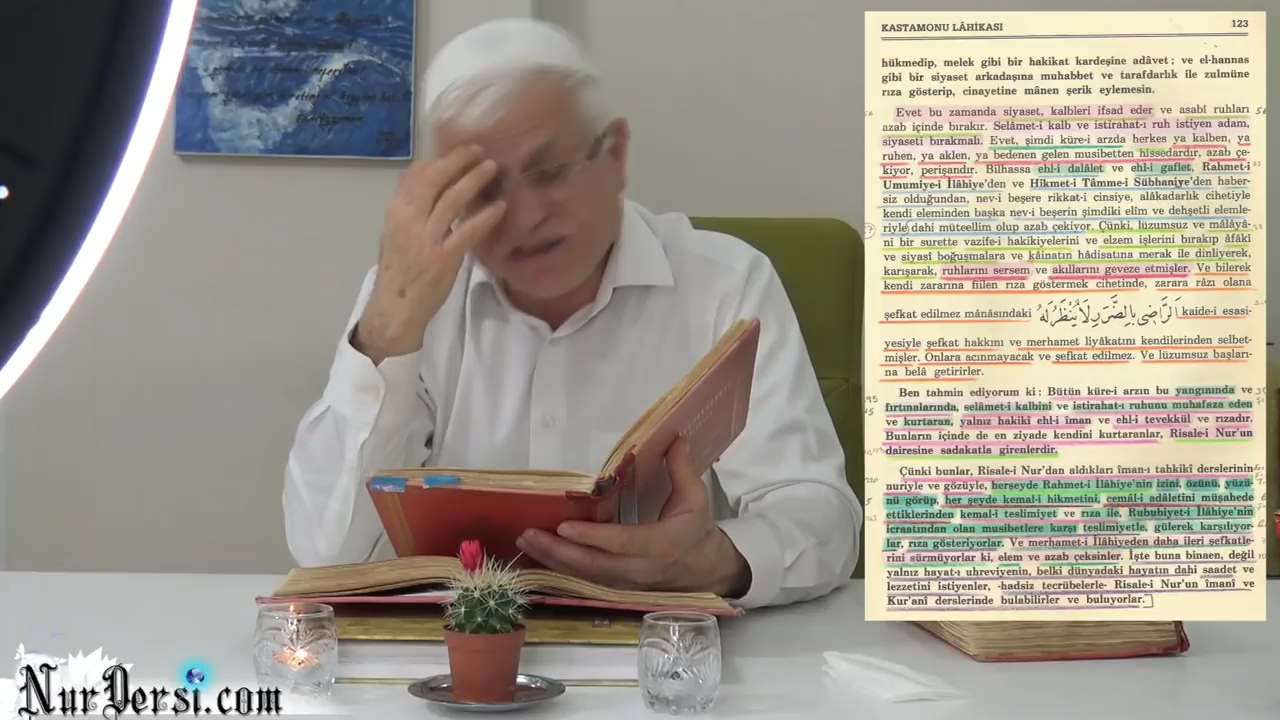 KASTAMONU LÂHİKASI 123
hükmedip, melek gibi bir hakikat kardeşine adâvet; ve el-hannas
gibi bir siyaset arkadaşına muhabbet ve tarafdarlık ile zulmüne
rıza gösterip, cinayetine mânen şerik eylemesin.
Evet bu zamanda siyaset, kalbleri ifsad eder ve asabî ruhları
azab içinde bırakır. Selâmet-i kalb ve istirahat-ı ruh istiyen adam,
siyaseti bırakmalı. Evet, şimdi küre-i arzda herkes ya kalben, ya
ruhen, ya aklen, ya bedenen gelen musibetten hissedardır, azab çe-
kiyor, perişandır. Bilhassa ehl-i dalâlet ve ehl-i gaflet, Rahmet-i
Umumiye-i İlâhiye'den ve Hikmet-i Tâmme-i Sübhaniye'den haber-
siz olduğundan, nev-i beşere rikkat-i cinsiye, alâkadarlık cihetiyle
kendi eleminden başka nev-i beşerin şimdiki elîm ve dehşetli elemle-
riyle dahi müteellim olup azab çekiyor. Çünki, lüzumsuz ve mâlâyâ-
ni bir surette vazife-i hakikiyelerini ve elzem işlerini bırakıp âfâkî
ve siyasî boğuşmalara ve kâinatın hâdisatına merak ile dinliyerek,
karışarak, ruhlarını sersem ve akıllarını geveze etmişler. Ve bilerek
kendi zararına fiilen rıza göstermek cihetinde, zarara râzı olana
şefkat edilmez mânâsındaki اَلرَّاضِى بِالضَّرَرِ لَا يُنْظَرُ لَهُ kaide-i esasi-
yesiyle şefkat hakkını ve merhamet liyâkatını kendilerinden selbet-
mişler. Onlara acınmayacak ve şefkat edilmez. Ve lüzumsuz başları-
na belâ getirirler.
Ben tahmin ediyorum ki: Bütün küre-i arzın bu yangınında ve
fırtınalarında, selâmet-i kalbini ve istirahat-ı ruhunu muhafaza eden
ve kurtaran, yalnız hakikî ehl-i iman ve ehl-i tevekkül ve rızadır.
Bunların içinde de en ziyade kendini kurtaranlar, Risale-i Nur'un
dairesine sadakatla girenlerdir.
Çünki bunlar, Risale-i Nur'dan aldıkları îman-ı tahkikî derslerinin
nuriyle ve gözüyle, herşeyde Rahmet-i İlâhiye'nin izini, özünü, yüzü-
nü görüp, her şeyde kemal-i hikmetini, cemâl-i adâletini müşahede
ettiklerinden kemal-i teslimiyet ve rıza ile, Rububiyet-i İlâhiye'nin
icraatından olan musibetlere karşı teslimiyetle, gülerek karşılıyor-
lar, rıza gösteriyorlar. Ve merhamet-i İlâhiyeden daha ileri şefkatle-
rini sürmüyorlar ki, elem ve azab çeksinler. İşte buna binaen, değil
yalnız hayat-ı uhreviyenin, belki dünyadaki hayatın dahi saadet ve
lezzetini istiyenler, -hadsiz tecrübelerle- Risale-i Nur'un îmanî ve
Kur'anî derslerinde bulabilirler ve buluyorlar.]
NurDersi.com